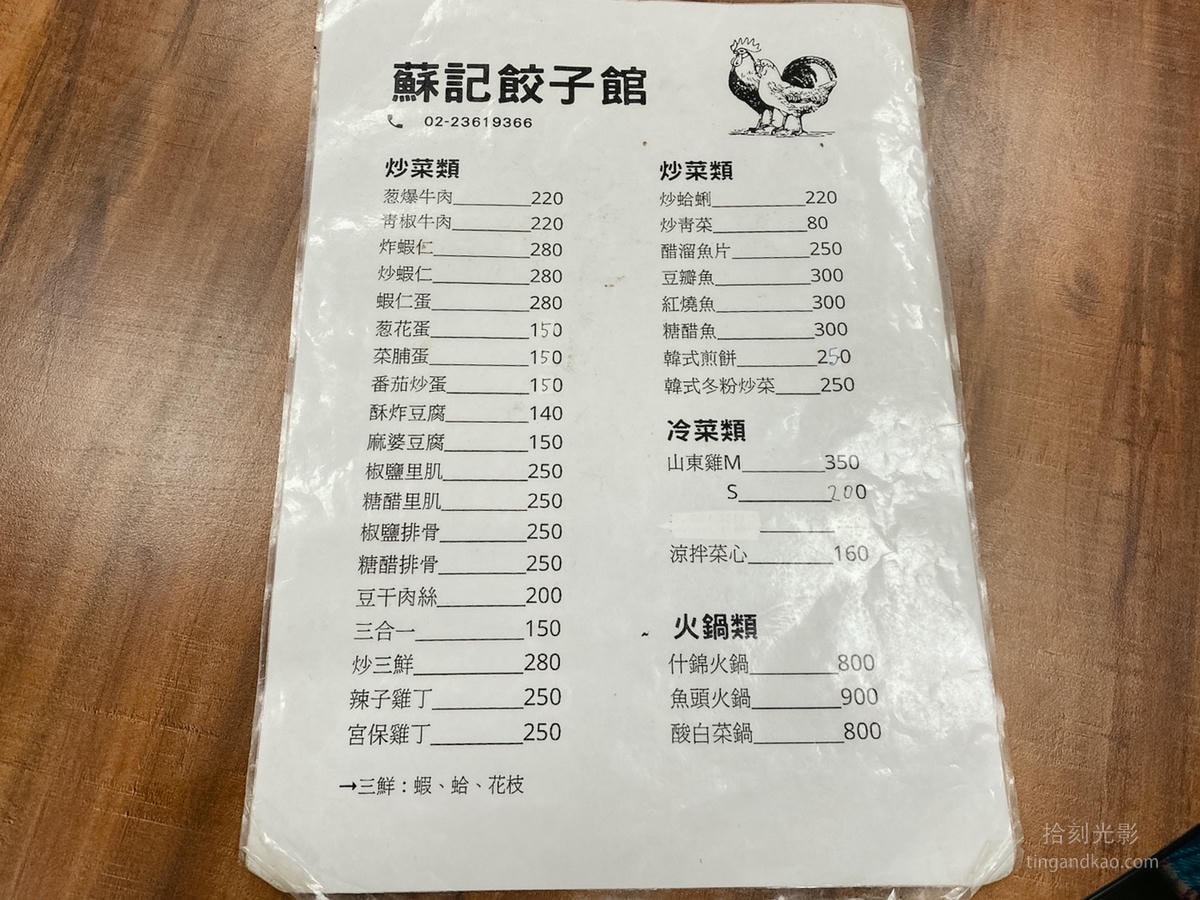 蘇記餃子館
02-23619366
炒菜類
葱爆牛肉 220
青椒牛肉 220
炸蝦仁 280
炒蝦仁 280
蝦仁蛋 280
葱花蛋 150
菜脯蛋 150
番茄炒蛋 150
酥炸豆腐 140
麻婆豆腐 150
椒鹽里肌 250
糖醋里肌 250
椒鹽排骨 250
糖醋排骨 250
豆干肉絲 200
三合一 150
炒三鮮 280
辣子雞丁 250
宮保雞丁 250
→三鮮：蝦、蛤、花枝
炒菜類
炒蛤蜊 220
炒靑菜 80
醋溜魚片 250
豆瓣魚 300
紅燒魚 300
糖醋魚 300
韓式煎餅 250
韓式冬粉炒菜 250
冷菜類
山東雞M 350
S 200
涼拌菜心 160
火鍋類
什錦火鍋 800
魚頭火鍋 900
酸白菜鍋 800
拾刻光影
tingandkao.com